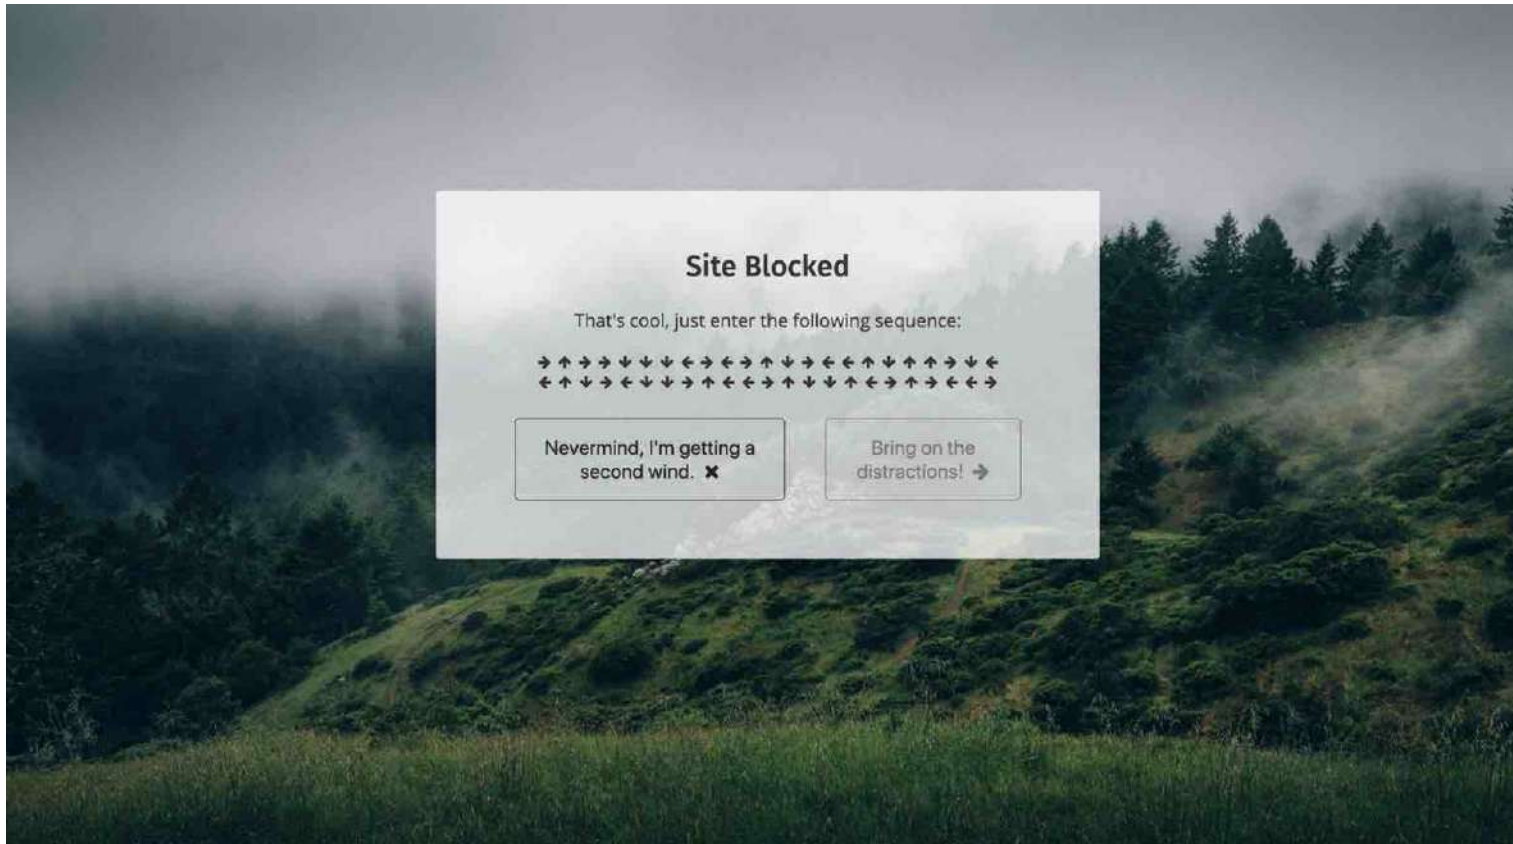 Site Blocked
That's cool, just enter the following sequence:
→ ↑ → → ↓ ↓ ↓ ← → ← → ↑ ↓ → ← ← ↑ ↓ ↑ ↑ → ↓ ←
← ↑ ↓ → ← ↓ ↓ → ↑ ← ← → ↑ ↓ ↓ ↑ ← → ↑ → ← ← →
Nevermind, I'm getting a
second wind. ✖
Bring on the
distractions! →